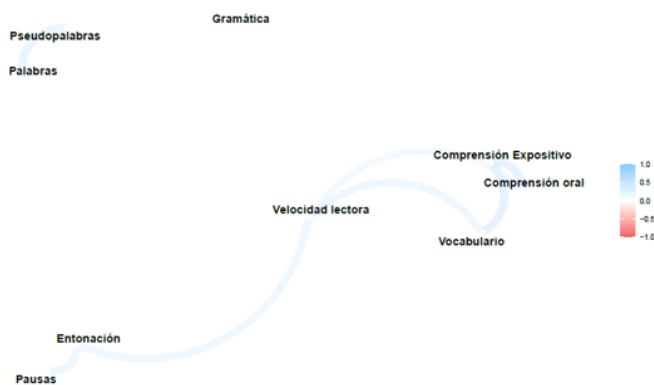 Gramática
Pseudopalabras
Palabras
Comprensión Expositivo
Comprensión oral
Velocidad lectora
Vocabulario
Entonación
Pausas
1.0
0.5
0.0
−0.5
−1.0